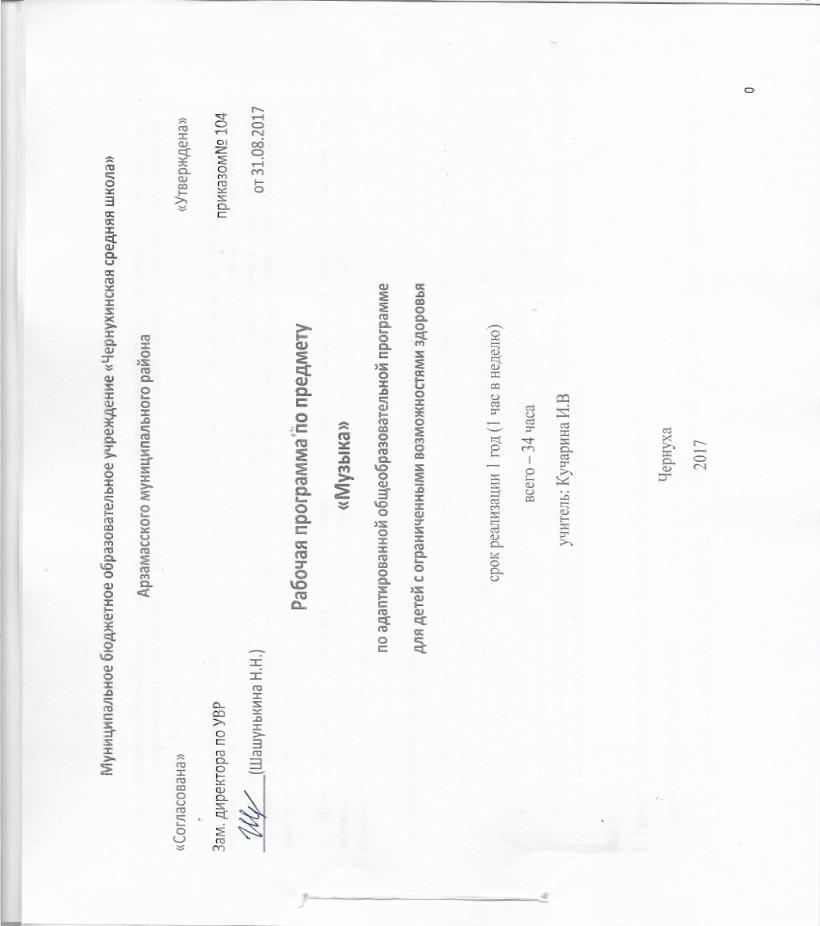 Муниципальное бюджетное образовательное учреждение «Чернухинская средняя школа»
Арзамасского муниципального района
«Согласована» «Утверждена»
Зам. директора по УВР приказом№ 104
(Шашунькина Н.Н.) от 31.08.2017
Рабочая программа по предмету
«Музыка»
по адаптированной общеобразовательной программе
для детей с ограниченными возможностями здоровья
срок реализации 1 год (1 час в неделю)
всего – 34 часа
учитель: Кучарина И.В
Чернуха
2017
0